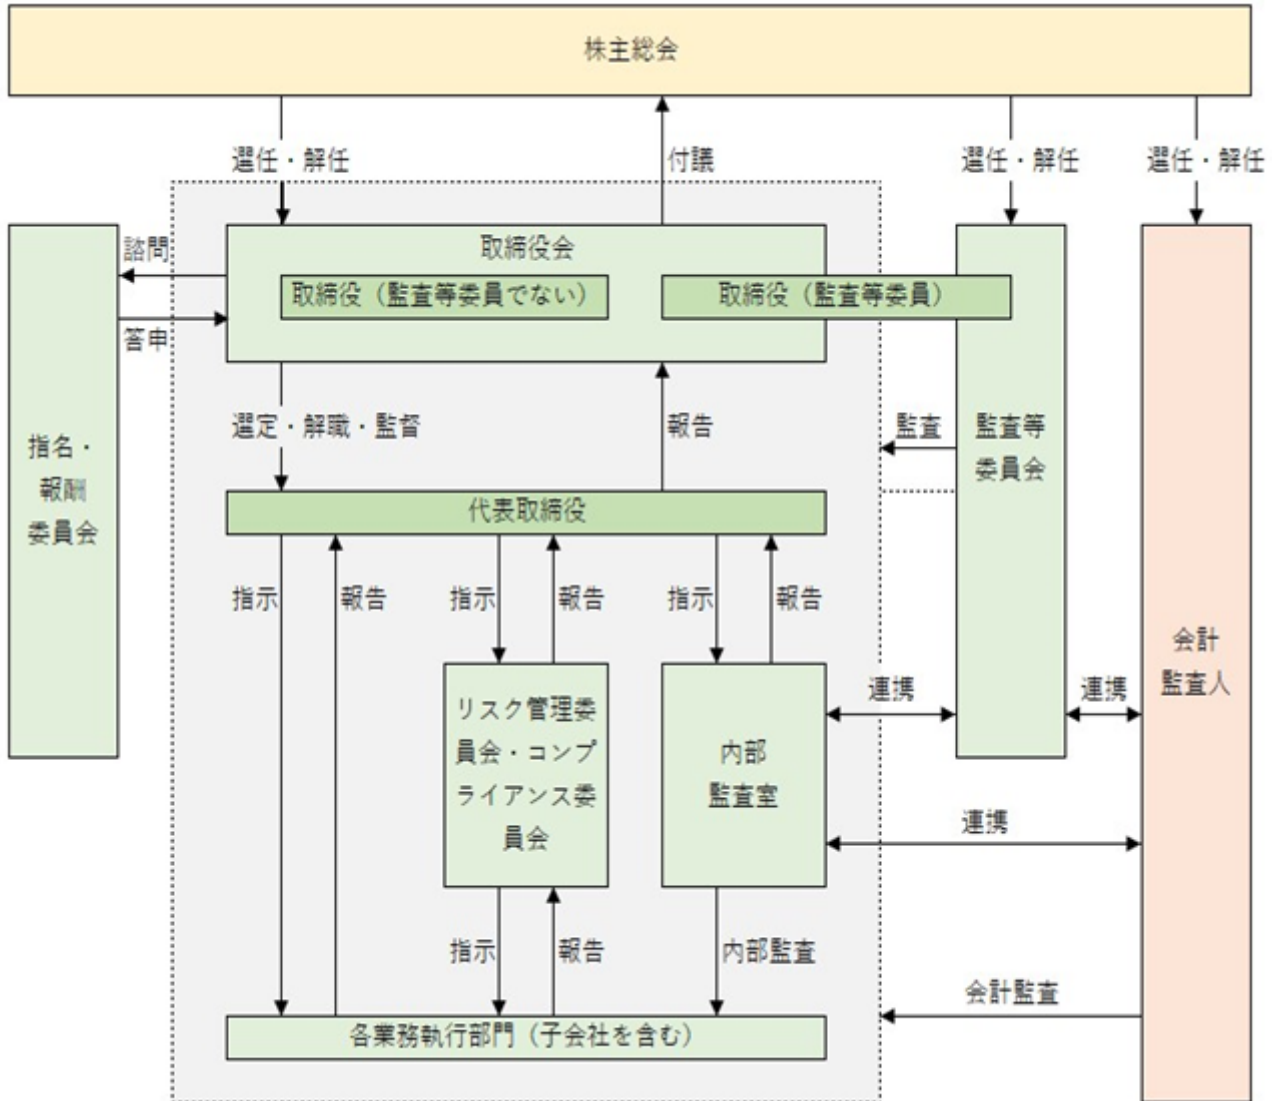 株主総会
選任・解任
付議
選任・解任
選任・解任
諮問
答申
取締役会
取締役（監査等委員でない）
取締役（監査等委員）
選定・解職・監督
報告
監査
監査等
委員会
指名・
報酬
委員会
代表取締役
指示
報告
指示
報告
指示
報告
会計
監査人
連携
連携
リスク管理委
員会・コンプ
ライアンス委
員会
内部
監査室
連携
指示
報告
内部監査
会計監査
各業務執行部門（子会社を含む）